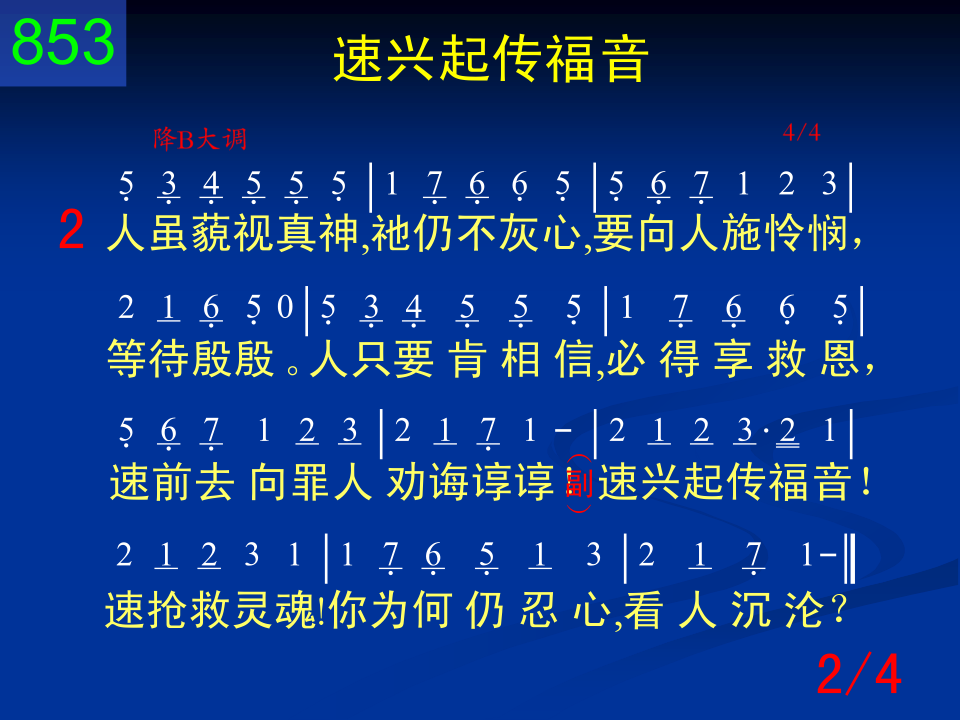 853
速兴起传福音
降B大调 4/4
5 3 4 5 5 5 | 1 7 6 6 5 | 5 6 7 1 2 3 |
2 人虽藐视真神,祂仍不灰心,要向人施怜悯，
2 1 6 5 0 | 5 3 4 5 5 5 | 1 7 6 6 5 |
等待殷殷。人只要肯相信,必得享救恩，
5 6 7 1 2 3 | 2 1 7 1 - | 2 1 2 3·2 1 |
速前去向罪人劝诲谆谆！(副)速兴起传福音！
2 1 2 3 1 | 1 7 6 5 1 3 | 2 1 7 1 - ‖
速抢救灵魂!你为何仍忍心,看人沉沦？
2/4